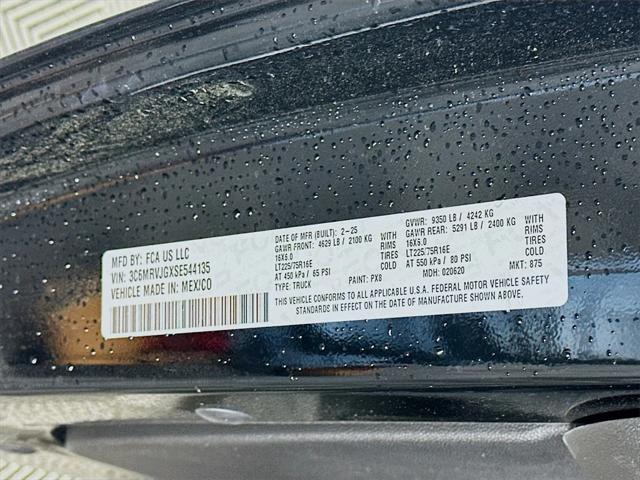 MFD BY: FCA US LLC
VIN: 3C6MRVJGXSE544135
VEHICLE MADE IN: MEXICO
DATE OF MFR (BUILT): 2-25
GAWR FRONT: 4629 LB / 2100 KG WITH
16X6.0 RIMS
LT225/75R16E TIRES
AT 450 kPa / 65 PSI COLD
TYPE: TRUCK PAINT: PX8
GVWR: 9350 LB / 4242 KG
GAWR REAR: 5291 LB / 2400 KG WITH
16X6.0 RIMS
LT225/75R16E TIRES
AT 550 kPa / 80 PSI COLD
MDH: 020620 MKT: 875
THIS VEHICLE CONFORMS TO ALL APPLICABLE U.S.A. FEDERAL MOTOR VEHICLE SAFETY
STANDARDS IN EFFECT ON THE DATE OF MANUFACTURE SHOWN ABOVE.